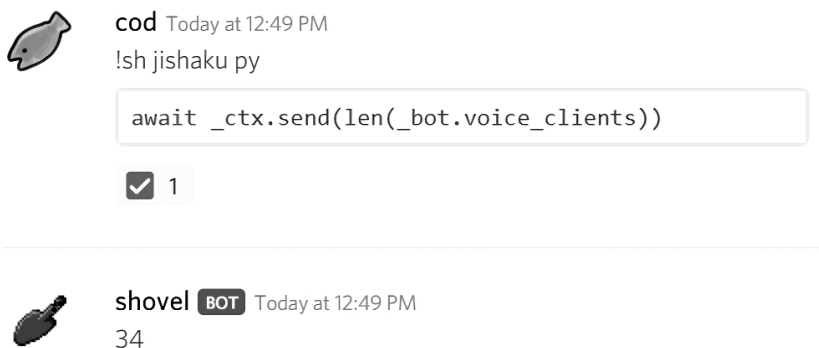 cod Today at 12:49 PM
!sh jishaku py
await _ctx.send(len(_bot.voice_clients))
1
shovel BOT Today at 12:49 PM
34